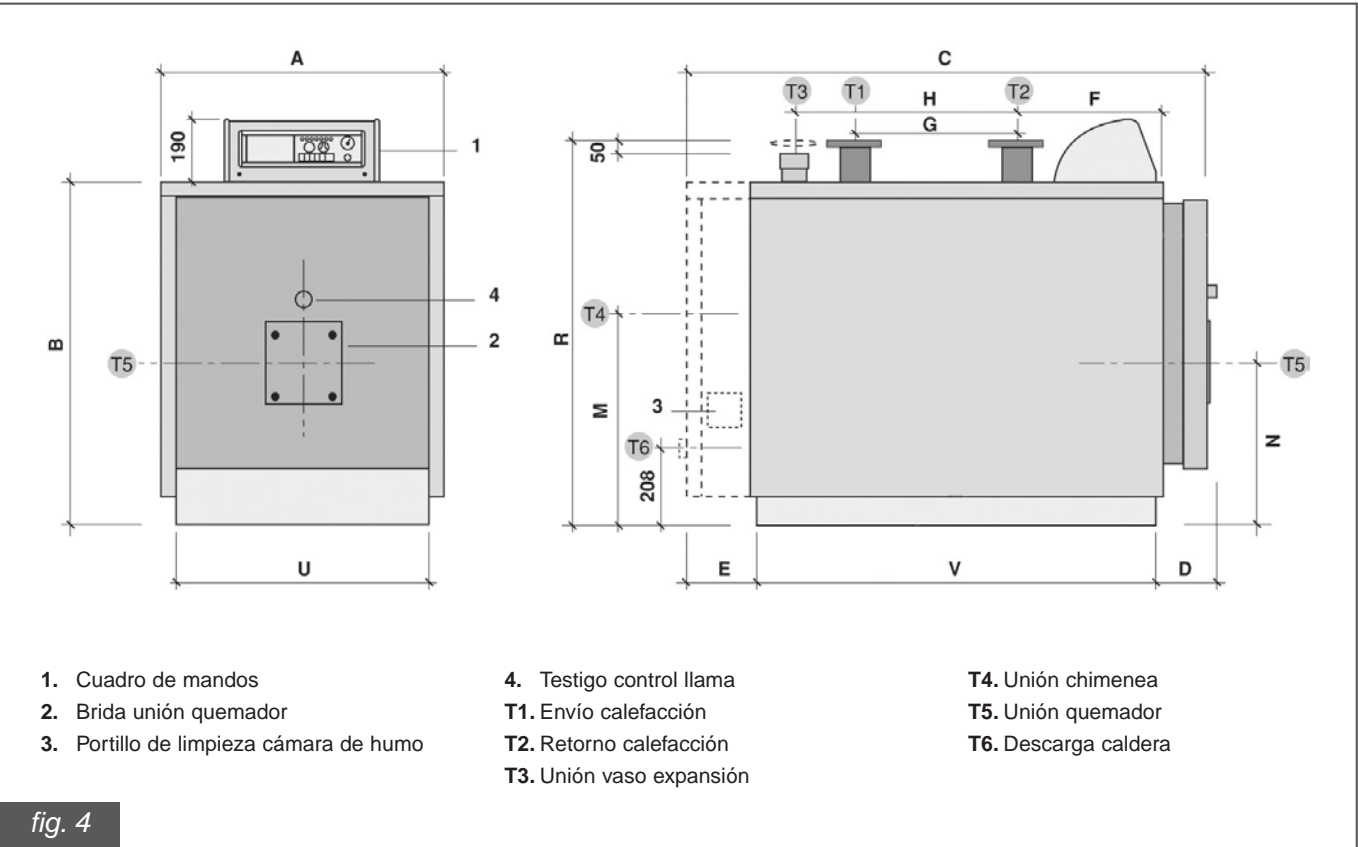 A
C
T3
T1
H
T2
F
G
190
1
50
4
T4
2
B
T5
R
T5
M
3
T6
N
208
U
E
V
D
1. Cuadro de mandos
2. Brida unión quemador
3. Portillo de limpieza cámara de humo
4. Testigo control llama
T1. Envío calefacción
T2. Retorno calefacción
T3. Unión vaso expansión
T4. Unión chimenea
T5. Unión quemador
T6. Descarga caldera
fig. 4